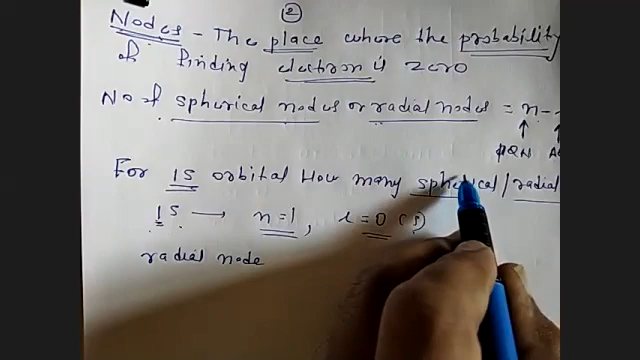 2
Nodes - The place where the probability
of finding electron is zero
No of spherical nodes or radial nodes = n -
PQN A
For 1s orbital How many spherical / radial
1s → n = 1 , l = 0 (s)
radial node